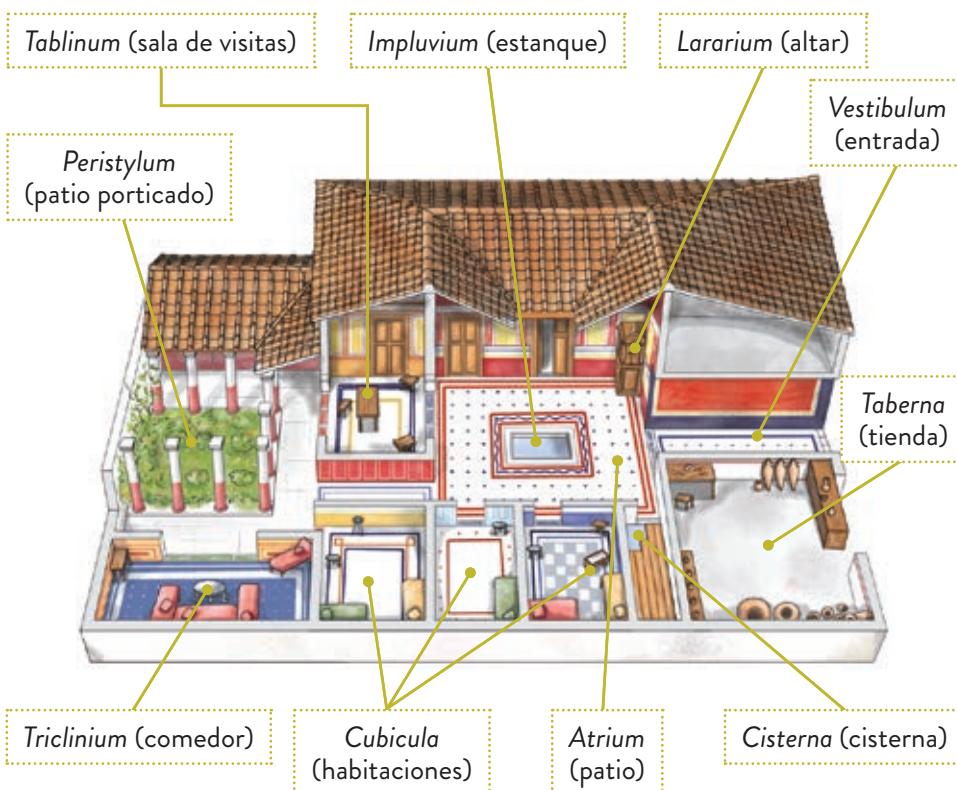 Tablinum (sala de visitas)
Impluvium (estanque)
Lararium (altar)
Vestibulum
(entrada)
Peristylum
(patio porticado)
Taberna
(tienda)
Triclinium (comedor)
Cubicula
(habitaciones)
Atrium
(patio)
Cisterna (cisterna)